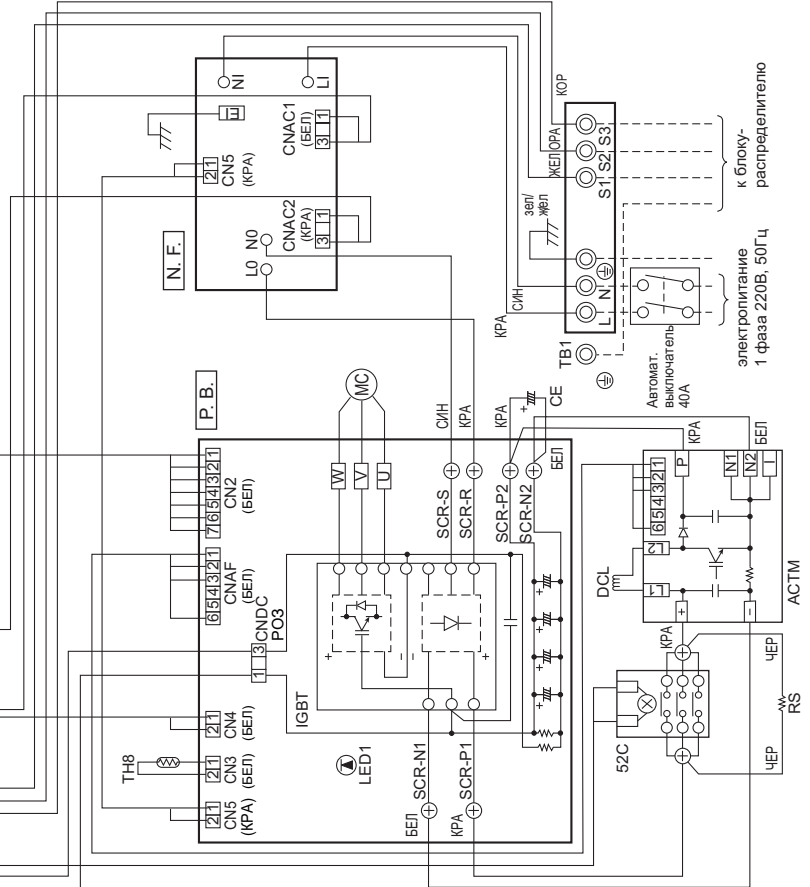 NI
LI
E
CNAC1
(БЕЛ)
3 1
2 1
CN5
(КРА)
CNAC2
(КРА)
3 1
N. F.
L0
N0
КОР
ОРА
ЖЕЛ
S1 S2 S3
зел/
жел
к блоку-
распределителю
СИН
КРА
L N
TB1
Автомат.
выключатель
40A
электропитание
1 фаза 220В, 50Гц
P. B.
MC
W
V
U
7 6 5 4 3 2 1
CN2
(БЕЛ)
6 5 4 3 2 1
CNAF
(БЕЛ)
1 3
CNDC
PO3
2 1
CN4
(БЕЛ)
TH8
2 1
CN3
(БЕЛ)
2 1
CN5
(КРА)
IGBT
LED1
СИН
КРА
SCR-S
SCR-R
КРА
CE
SCR-P2
SCR-N2
БЕЛ
БЕЛ
SCR-N1
КРА
SCR-P1
КРА
БЕЛ
6 5 4 3 2 1
P
N1
N2
I
L2
L1
DCL
ACTM
КРА
ЧЕР
52C
RS
ЧЕР